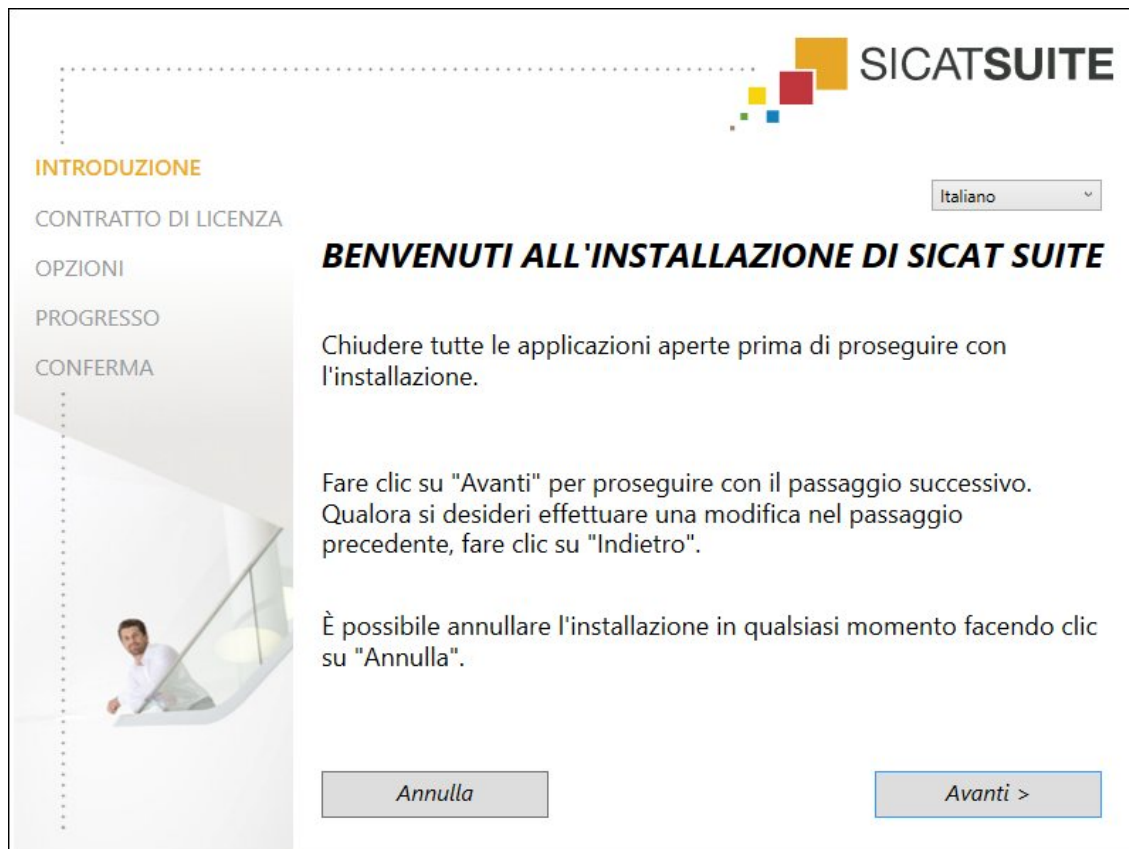 SICATSUITE
INTRODUZIONE
CONTRATTO DI LICENZA
OPZIONI
PROGRESSO
CONFERMA
Italiano
BENVENUTI ALL'INSTALLAZIONE DI SICAT SUITE
Chiudere tutte le applicazioni aperte prima di proseguire con
l'installazione.
Fare clic su "Avanti" per proseguire con il passaggio successivo.
Qualora si desideri effettuare una modifica nel passaggio
precedente, fare clic su "Indietro".
È possibile annullare l'installazione in qualsiasi momento facendo clic
su "Annulla".
Annulla
Avanti >